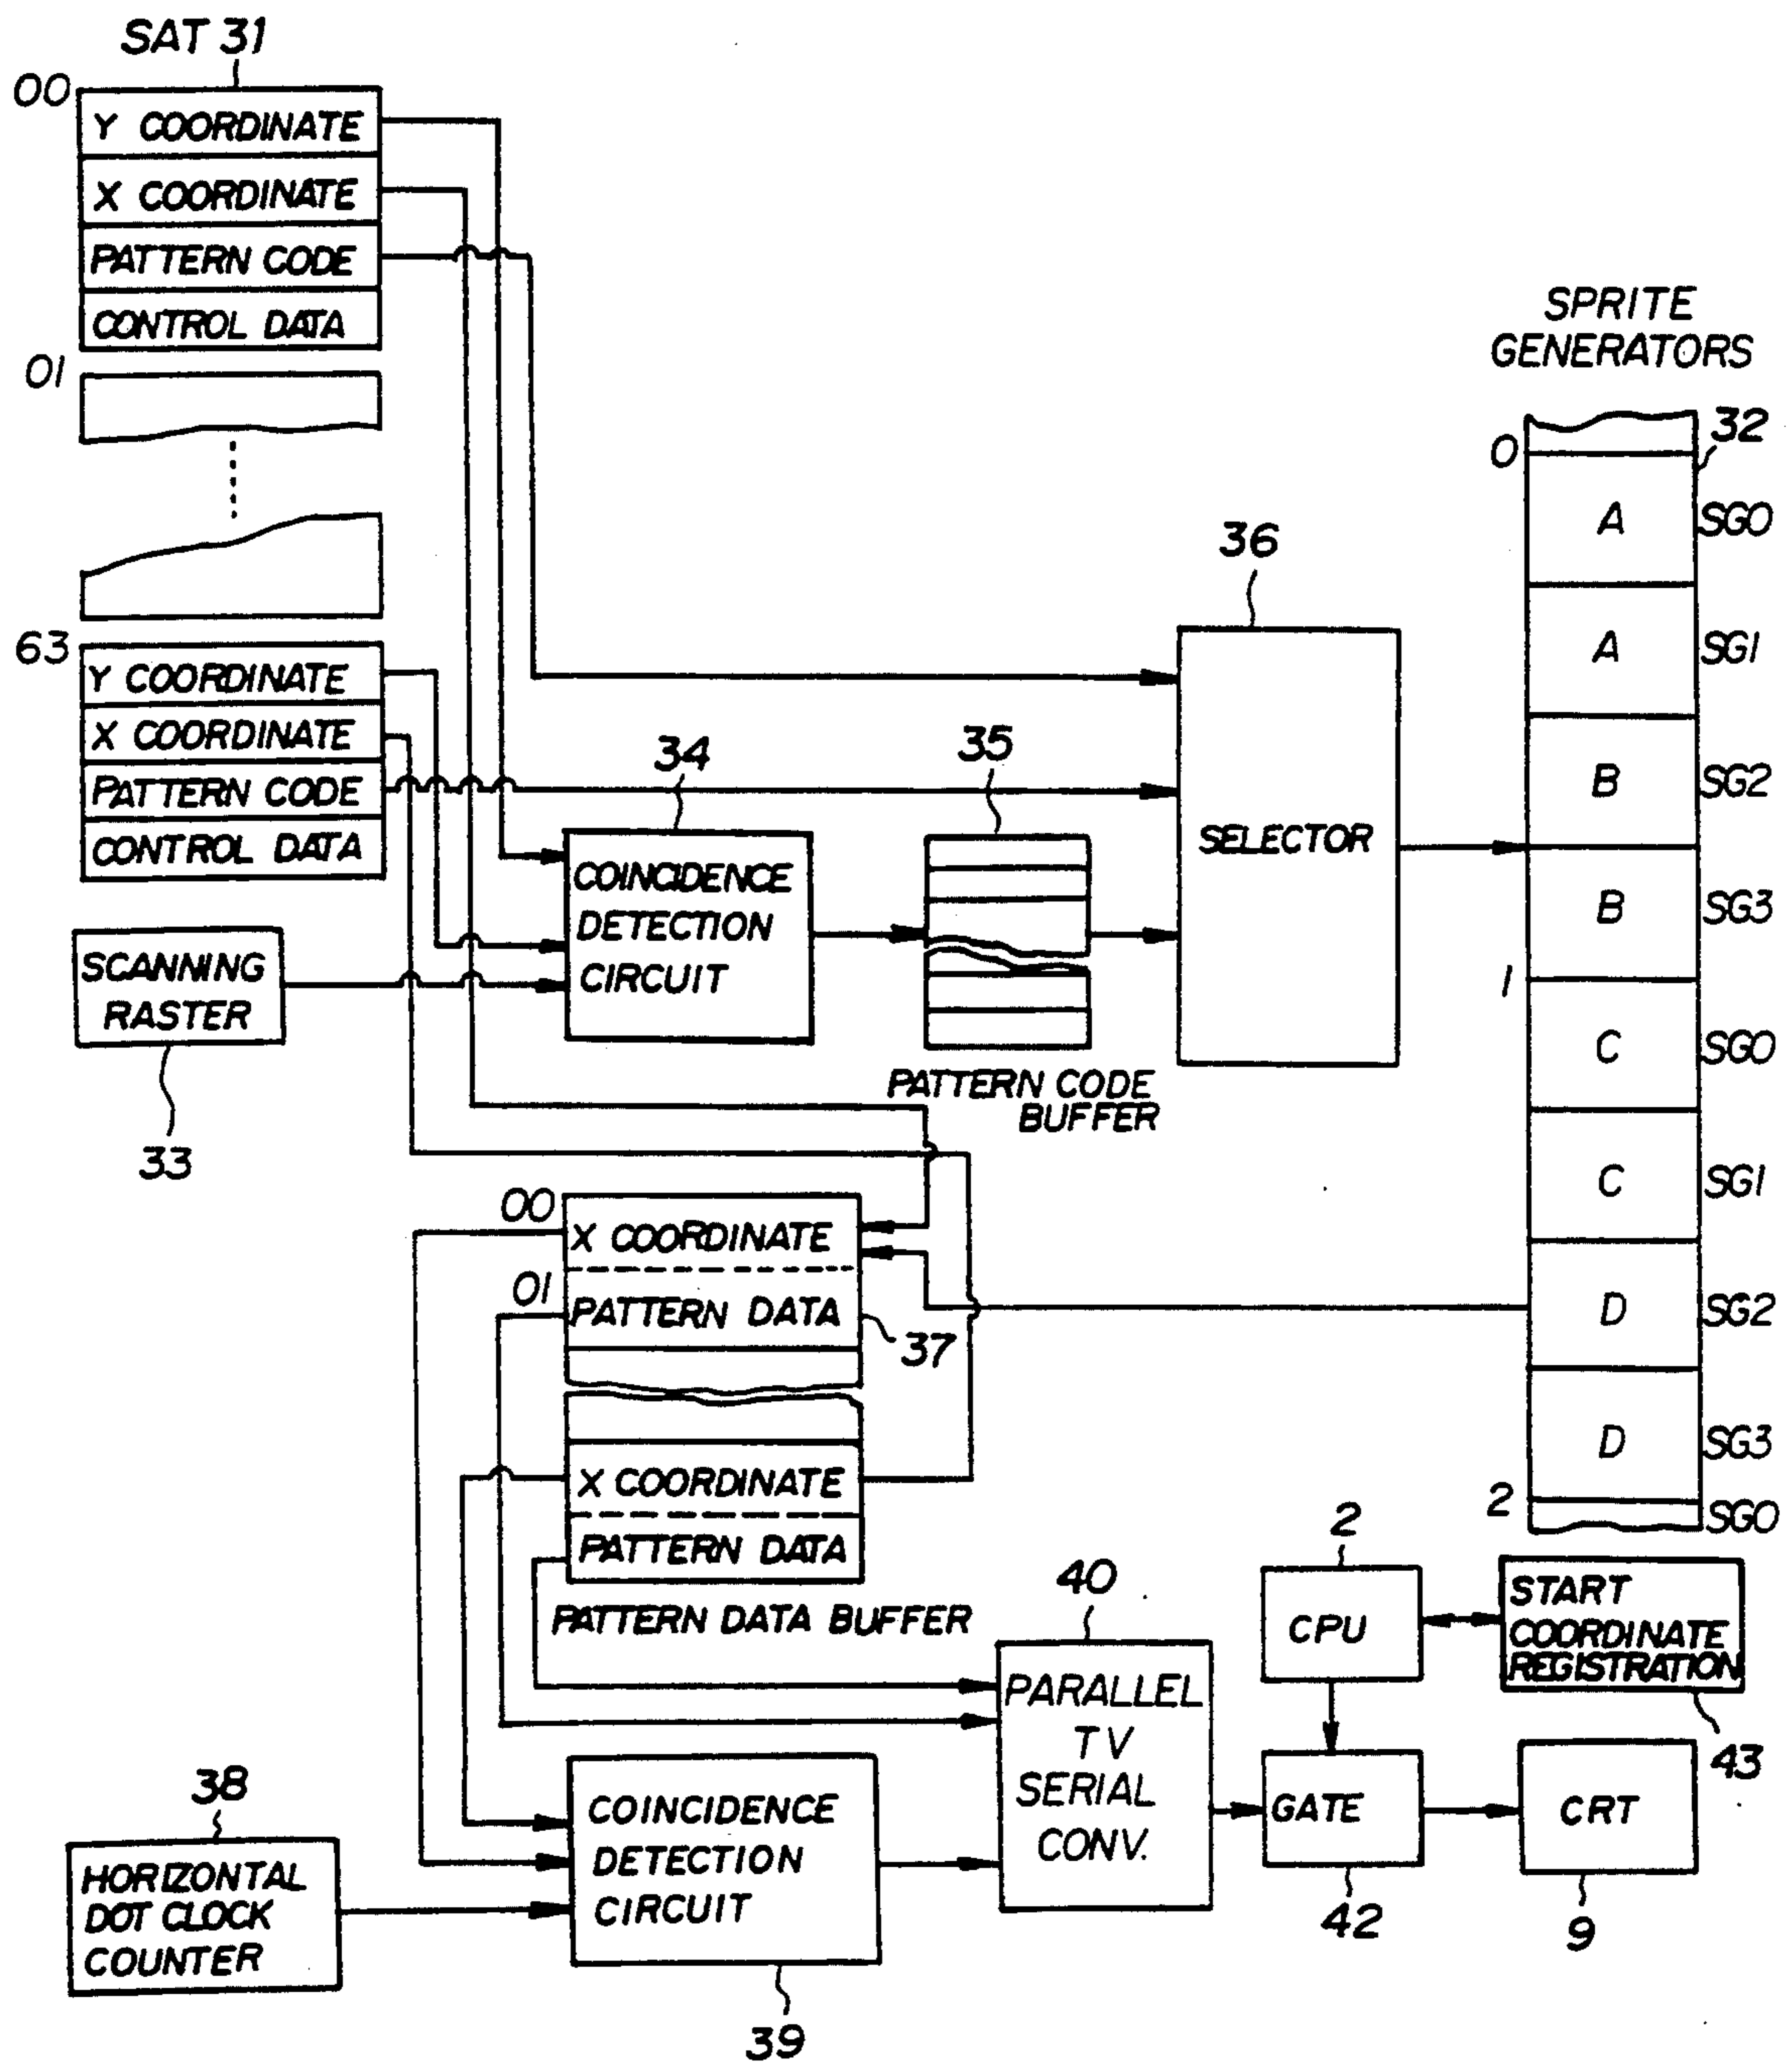 SAT 31
00
Y COORDINATE
X COORDINATE
PATTERN CODE
CONTROL DATA
01
63
Y COORDINATE
X COORDINATE
PATTERN CODE
CONTROL DATA
SCANNING
RASTER
33
34
COINCIDENCE
DETECTION
CIRCUIT
35
PATTERN CODE
BUFFER
36
SELECTOR
SPRITE
GENERATORS
32
0
A SG0
A SG1
B SG2
B SG3
1
C SG0
C SG1
D SG2
D SG3
2
SG0
00
X COORDINATE
01
PATTERN DATA
37
X COORDINATE
PATTERN DATA
PATTERN DATA BUFFER
38
HORIZONTAL
DOT CLOCK
COUNTER
COINCIDENCE
DETECTION
CIRCUIT
39
40
PARALLEL
TV
SERIAL
CONV.
2
CPU
START
COORDINATE
REGISTRATION
43
GATE
42
CRT
9